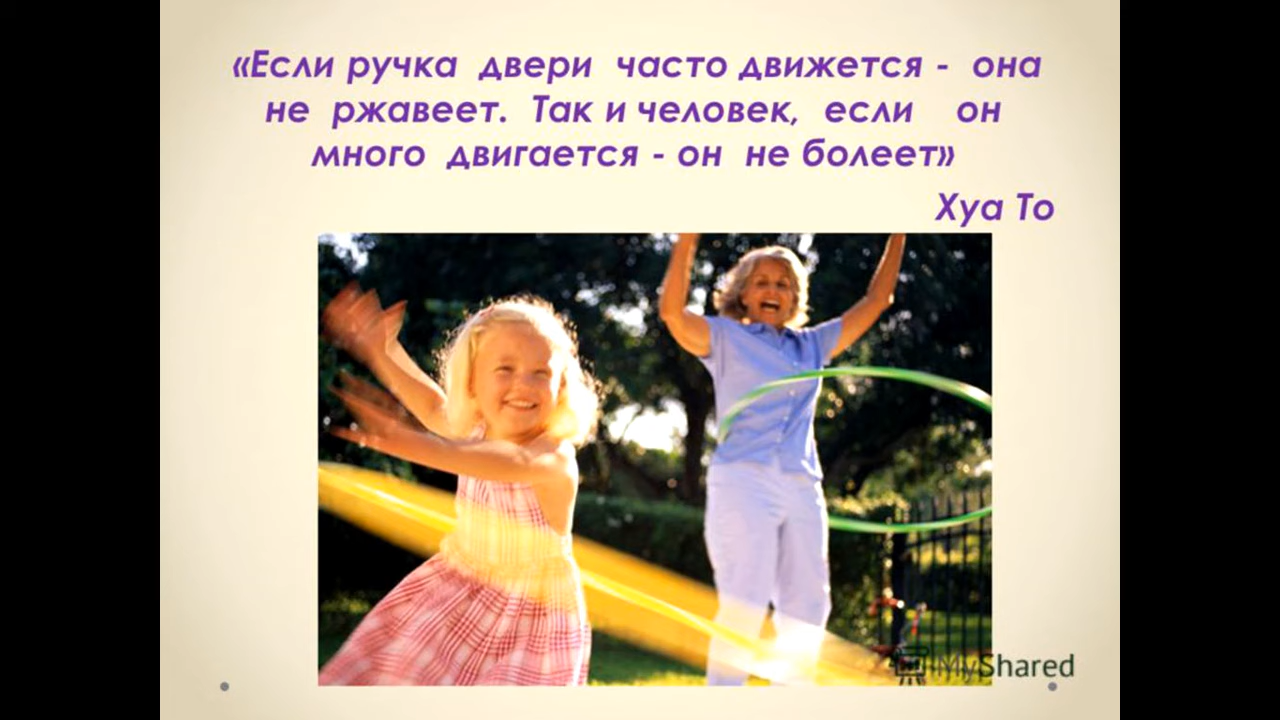 «Если ручка двери часто движется - она
не ржавеет. Так и человек, если он
много двигается - он не болеет»
Хуа То
MyShared